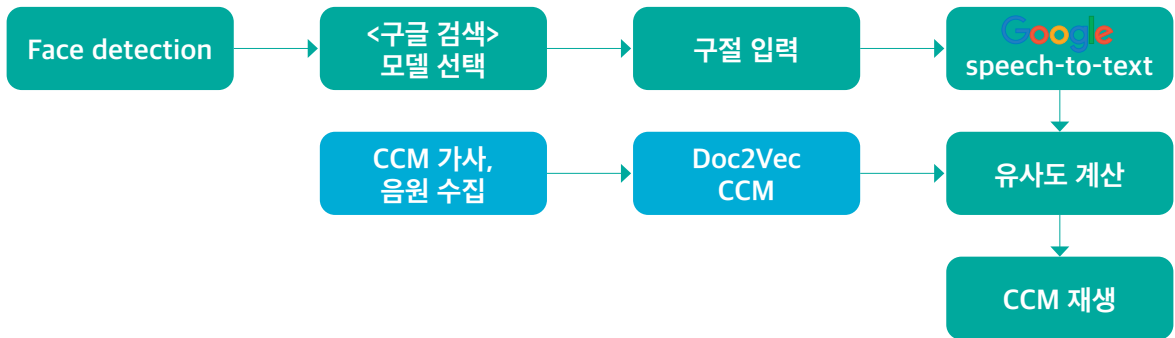 Face detection
<구글 검색>
모델 선택
구절 입력
Google
speech-to-text
CCM 가사,
음원 수집
Doc2Vec
CCM
유사도 계산
CCM 재생